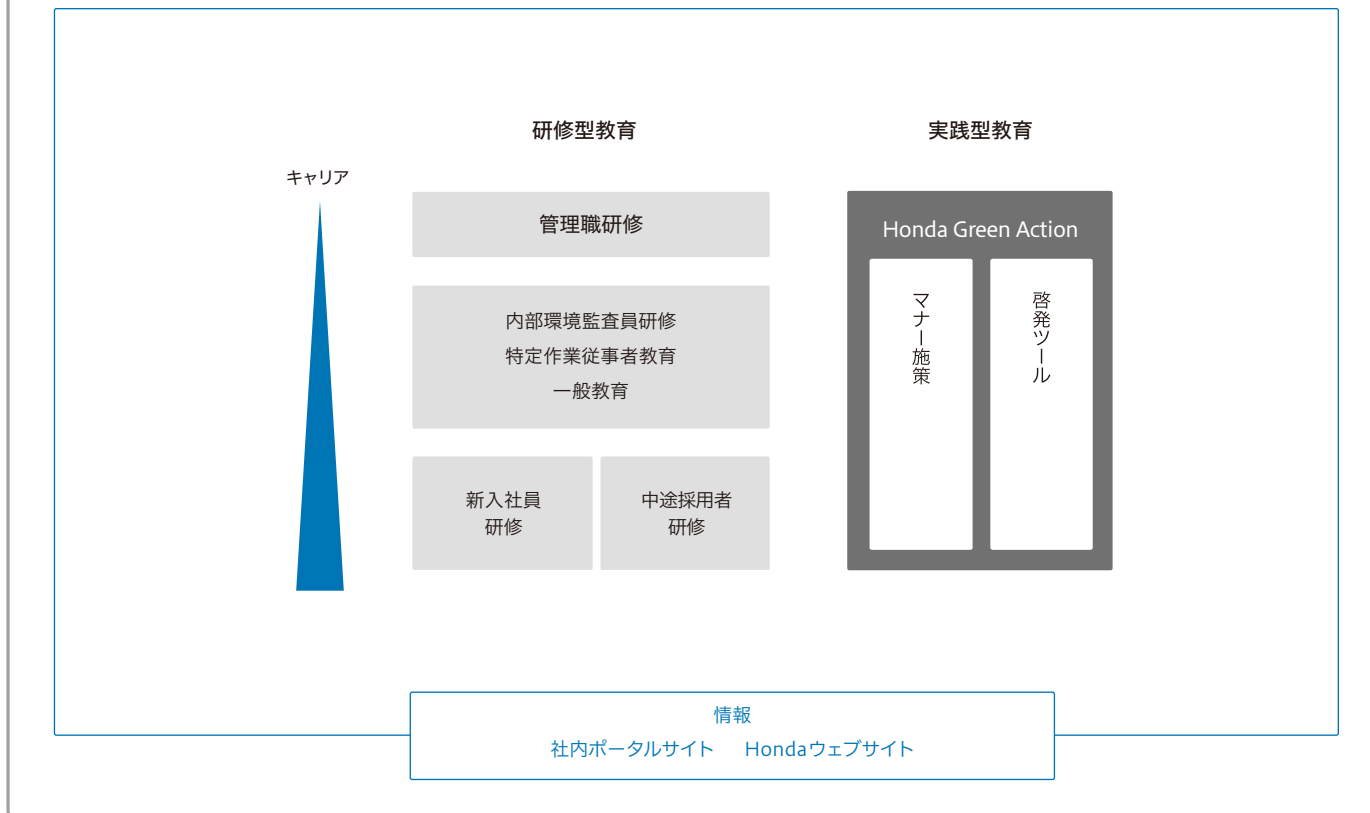 研修型教育
実践型教育
キャリア
管理職研修
内部環境監査員研修
特定作業従事者教育
一般教育
新入社員
研修
中途採用者
研修
Honda Green Action
マナー施策
啓発ツール
情報
社内ポータルサイト Hondaウェブサイト